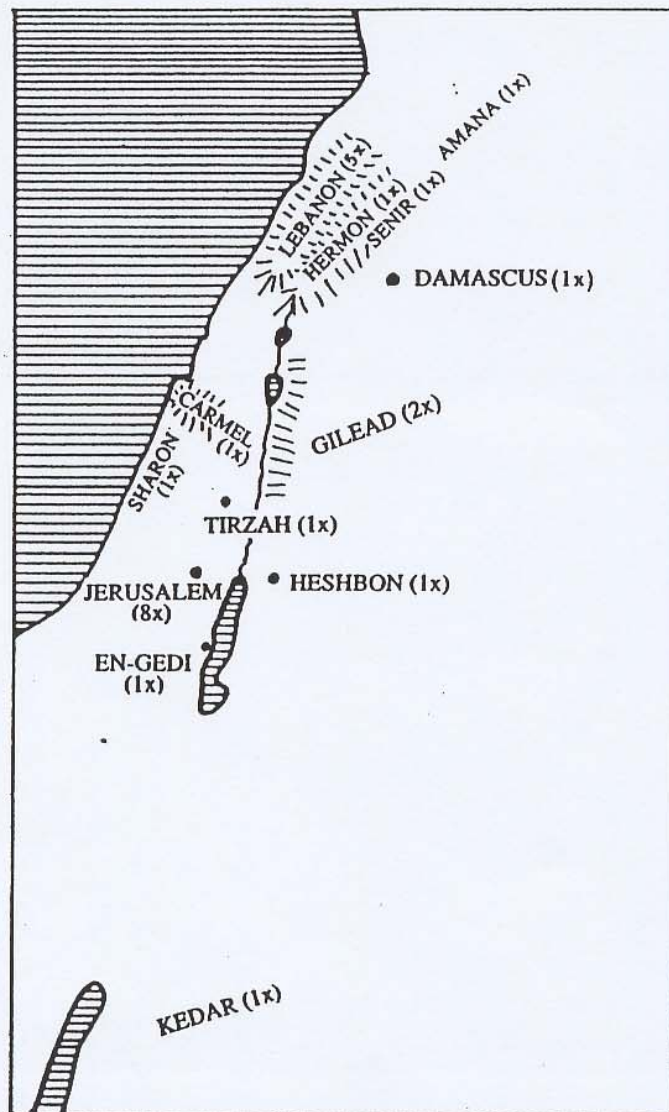 AMANA (1x)
LEBANON (5x)
HERMON (1x)
SENIR (1x)
DAMASCUS (1x)
CARMEL
(1x)
GILEAD (2x)
SHARON
(1x)
TIRZAH (1x)
JERUSALEM
(8x)
HESHBON (1x)
EN-GEDI
(1x)
KEDAR (1x)